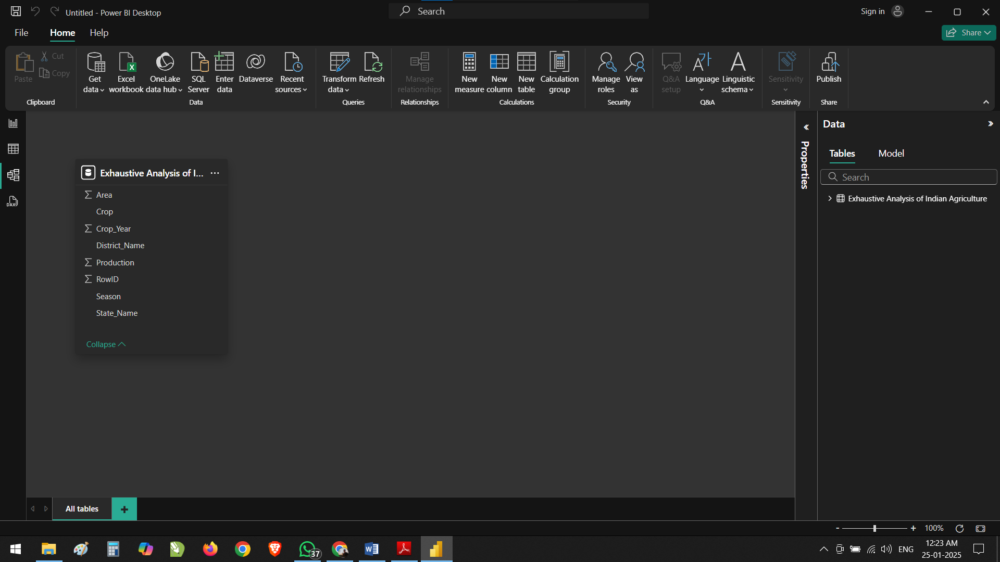 Untitled - Power BI Desktop
Search
Sign in
File
Home
Help
Share
Paste
Cut
Copy
Clipboard
Get data
Excel workbook
OneLake data hub
SQL Server
Enter data
Dataverse
Recent sources
Data
Transform data
Refresh
Queries
Manage relationships
Relationships
New measure
New column
New table
Calculation group
Calculations
Manage roles
View as
Security
Q&A setup
Language
Linguistic schema
Q&A
Sensitivity
Sensitivity
Publish
Share
DAX
Exhaustive Analysis of I...
Area
Crop
Crop_Year
District_Name
Production
RowID
Season
State_Name
Collapse
Properties
Data
Tables
Model
Search
Exhaustive Analysis of Indian Agriculture
All tables
100%
37
ENG
12:23 AM
25-01-2025